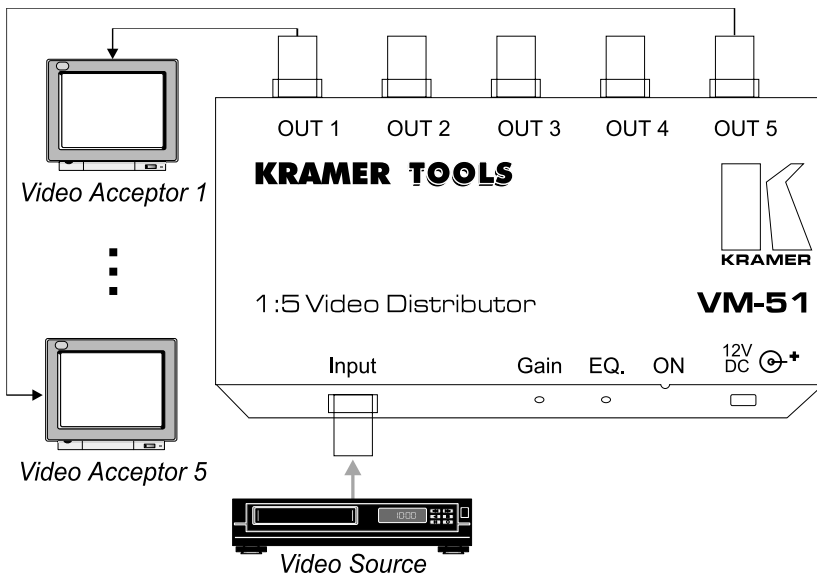 OUT 1 OUT 2 OUT 3 OUT 4 OUT 5
KRAMER TOOLS
Video Acceptor 1
KRAMER
1:5 Video Distributor VM-51
Input Gain EQ. ON 12V DC +
Video Acceptor 5
10:00
Video Source